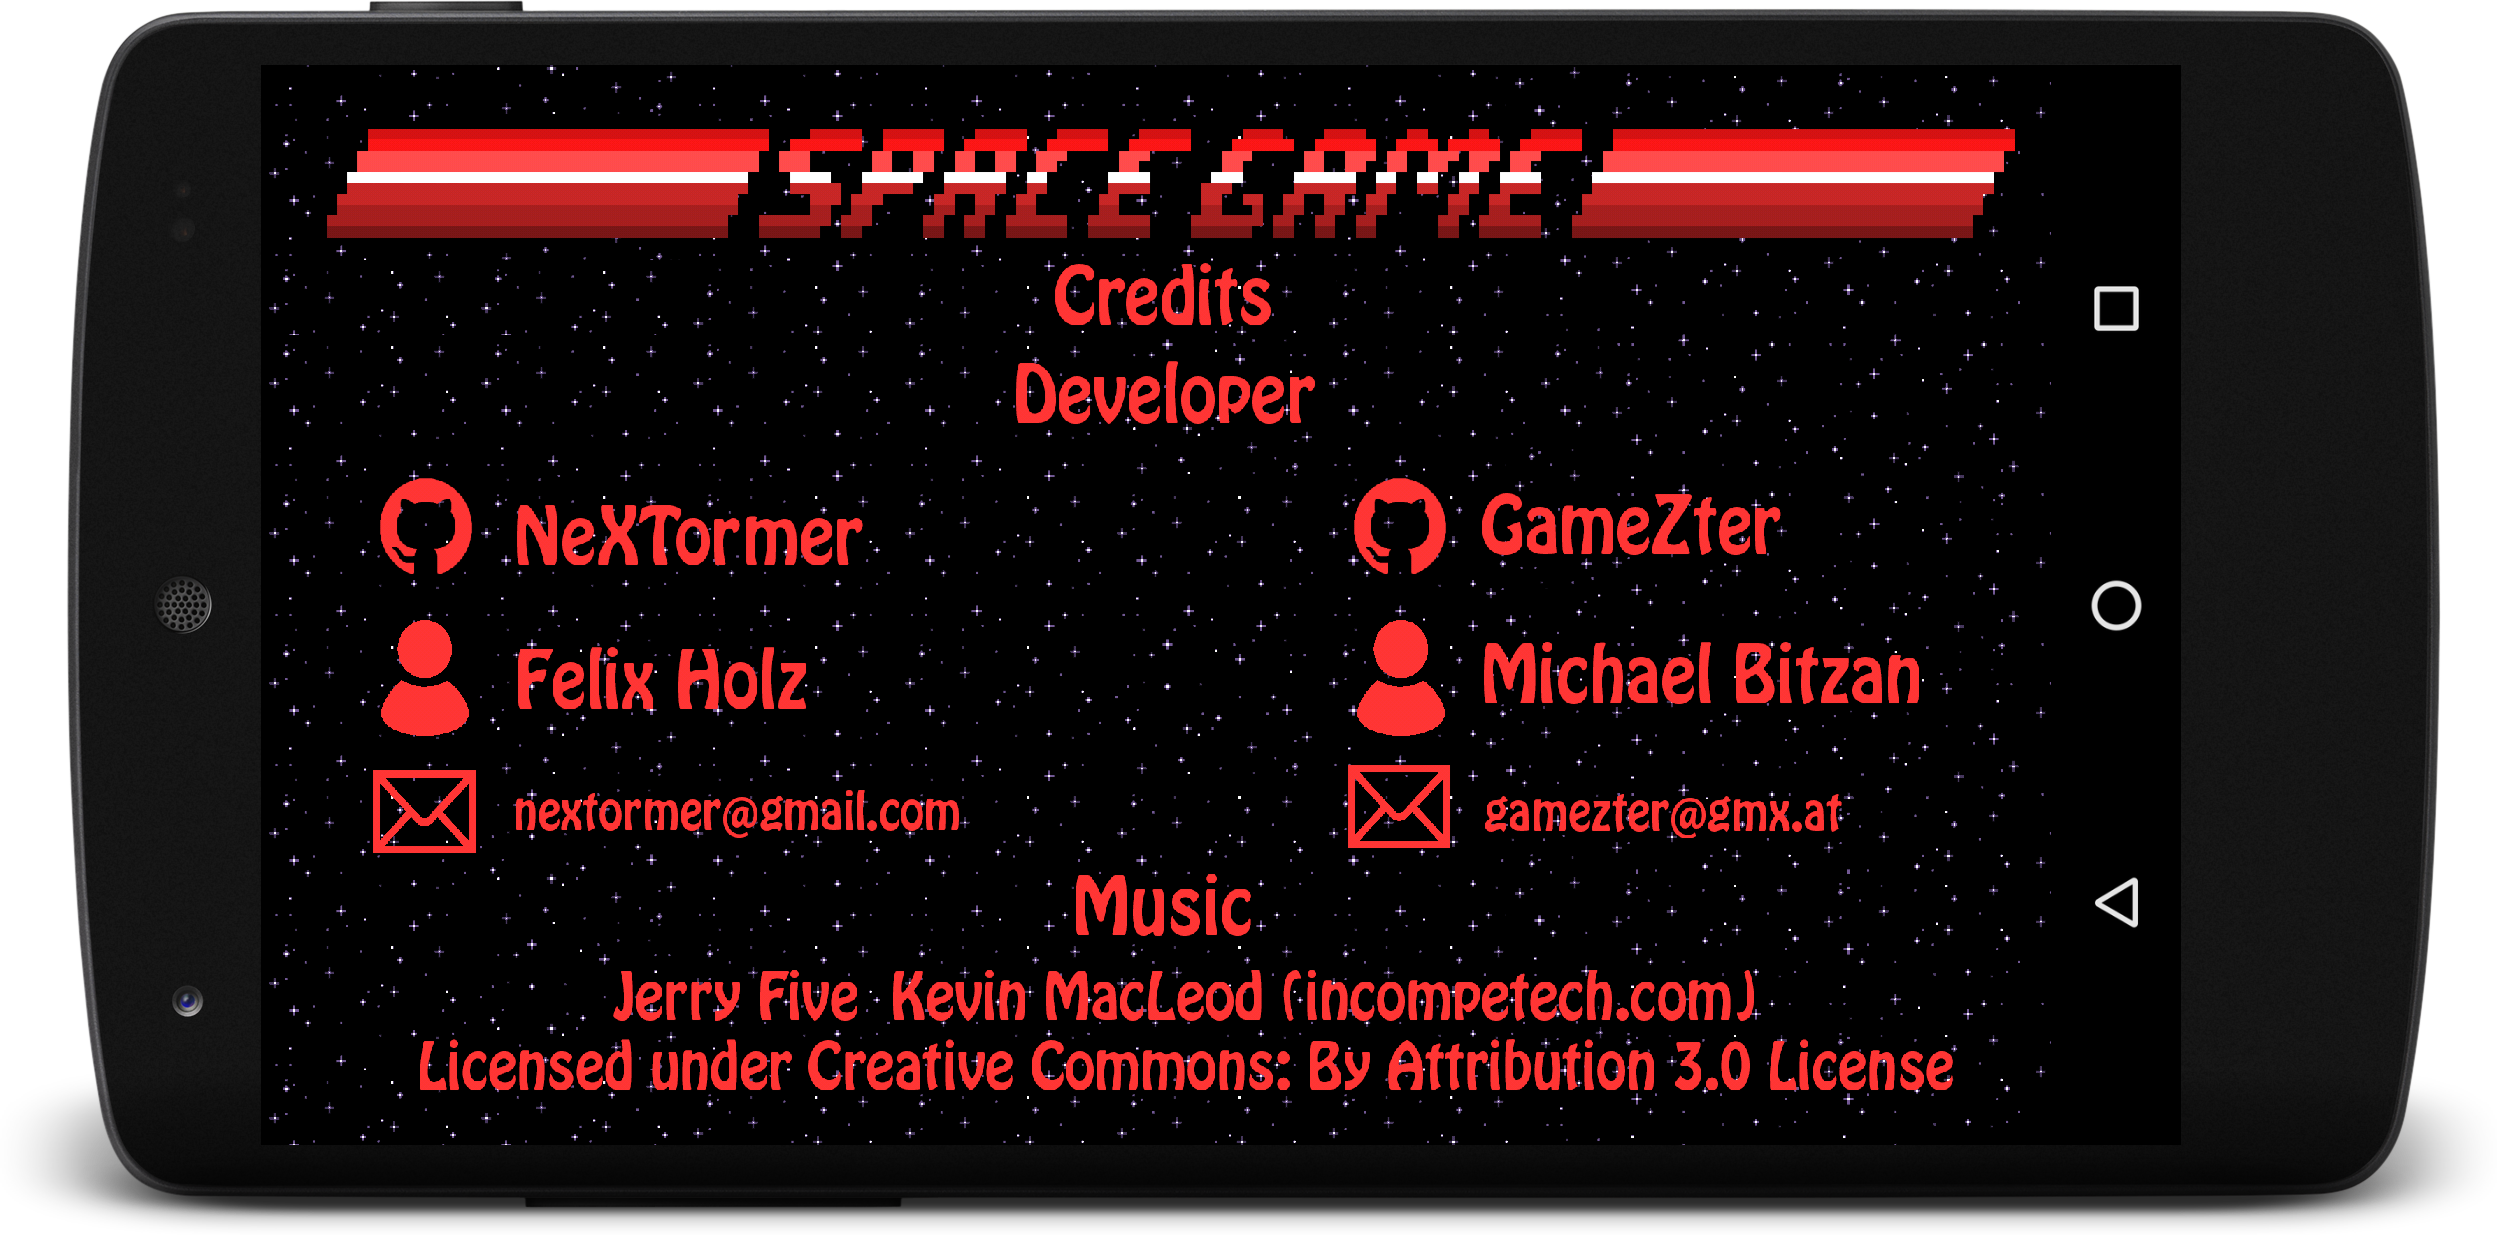 SPACE GAME
Credits
Developer
NeXTormer
GameZter
Felix Holz
Michael Bitzan
nextormer@gmail.com
gamezter@gmx.at
Music
Jerry Five Kevin MacLeod (incompetech.com)
Licensed under Creative Commons: By Attribution 3.0 License